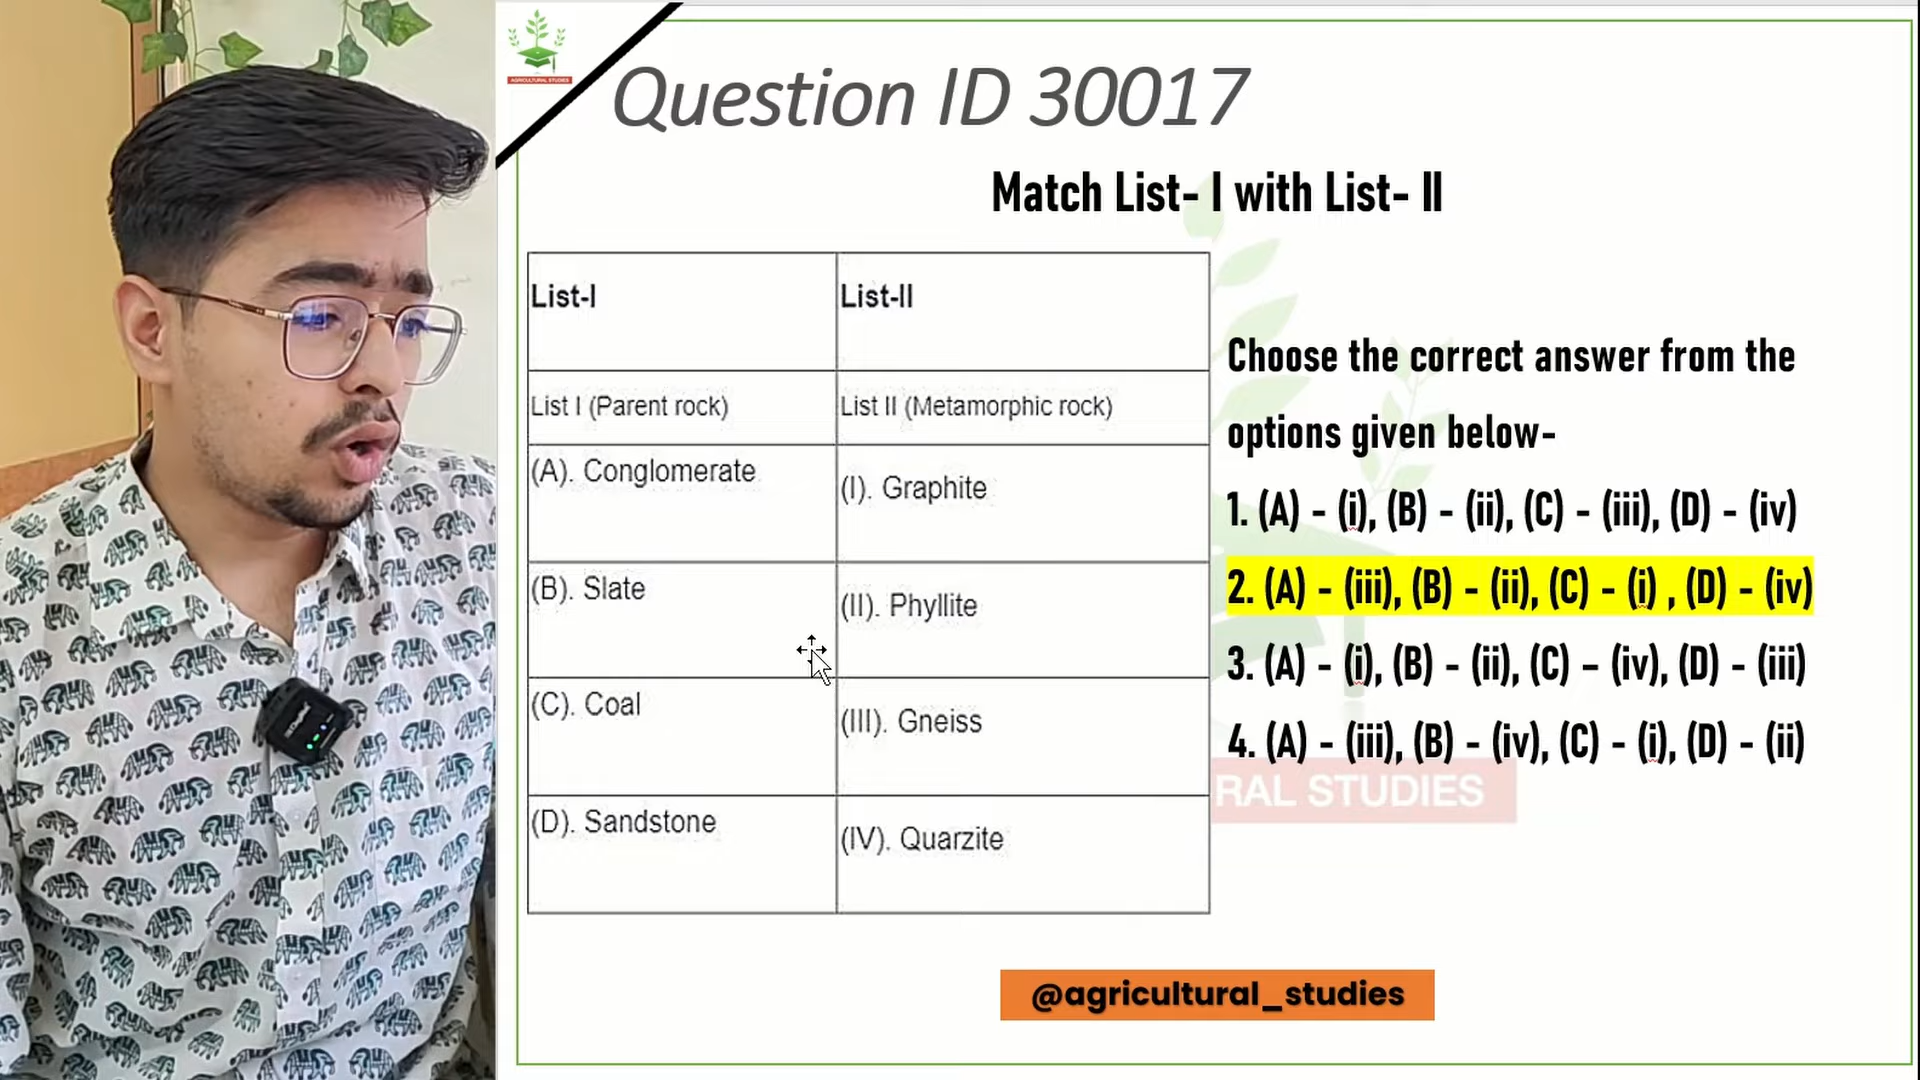 AGRICULTURAL STUDIES
Question ID 30017
Match List- I with List- II
List-I List-II
List I (Parent rock) List II (Metamorphic rock)
(A). Conglomerate (I). Graphite
(B). Slate (II). Phyllite
(C). Coal (III). Gneiss
(D). Sandstone (IV). Quarzite
Choose the correct answer from the
options given below-
1. (A) - (i), (B) - (ii), (C) - (iii), (D) - (iv)
2. (A) - (iii), (B) - (ii), (C) - (i) , (D) - (iv)
3. (A) - (i), (B) - (ii), (C) - (iv), (D) - (iii)
4. (A) - (iii), (B) - (iv), (C) - (i), (D) - (ii)
RAL STUDIES
@agricultural_studies